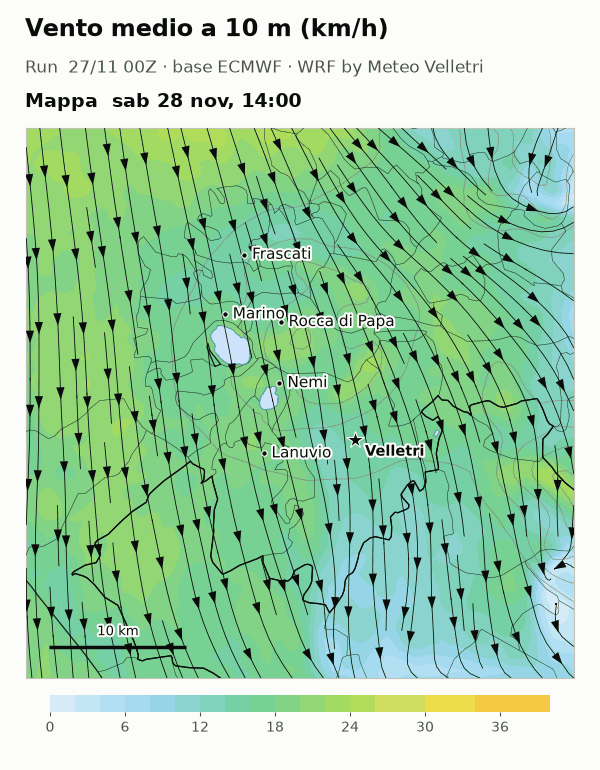 Vento medio a 10 m (km/h)
Run  27/11 00Z · base ECMWF · WRF by Meteo Velletri
Mappa  sab 28 nov, 14:00
Frascati
Marino
Rocca di Papa
Nemi
Velletri
Lanuvio
10 km
0 6 12 18 24 30 36